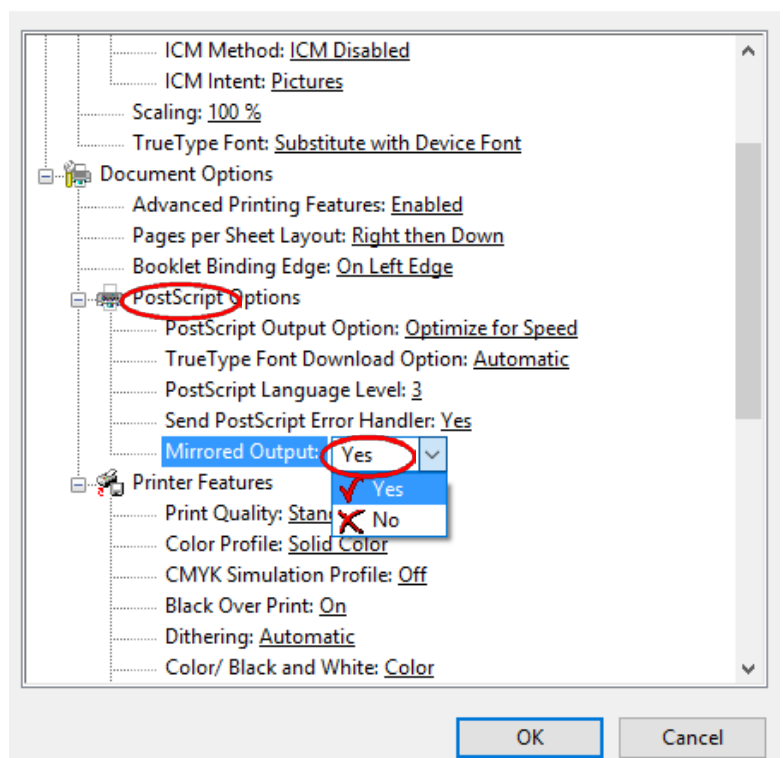 ICM Method: ICM Disabled
ICM Intent: Pictures
Scaling: 100 %
TrueType Font: Substitute with Device Font
Document Options
Advanced Printing Features: Enabled
Pages per Sheet Layout: Right then Down
Booklet Binding Edge: On Left Edge
PostScript Options
PostScript Output Option: Optimize for Speed
TrueType Font Download Option: Automatic
PostScript Language Level: 3
Send PostScript Error Handler: Yes
Mirrored Output: Yes
Printer Features
Yes
Print Quality: Stan
No
Color Profile: Solid Color
CMYK Simulation Profile: Off
Black Over Print: On
Dithering: Automatic
Color/ Black and White: Color
OK Cancel